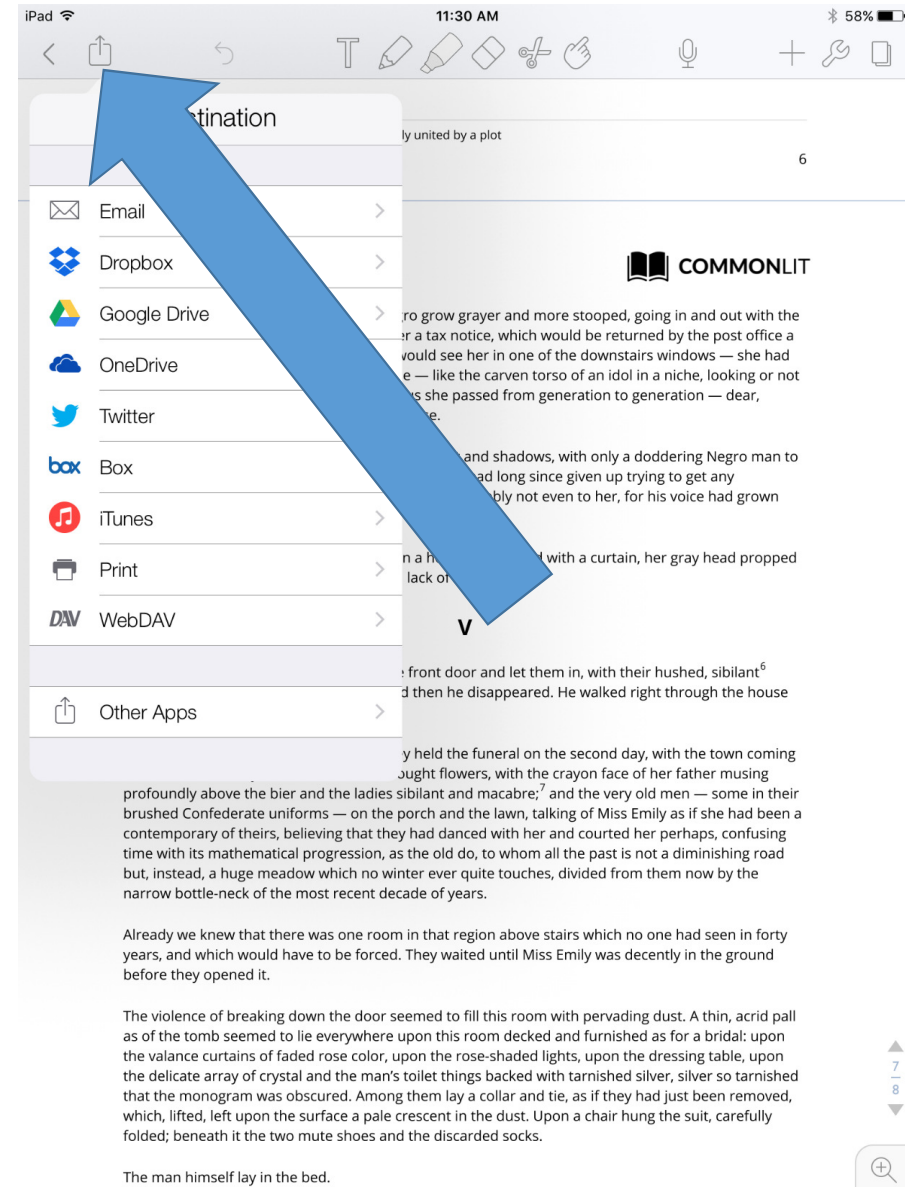 iPad 11:30 AM 58%
T
tination
ly united by a plot
6
Email
Dropbox
Google Drive
OneDrive
Twitter
box Box
iTunes
Print
DAV WebDAV
Other Apps
COMMONLIT
ro grow grayer and more stooped, going in and out with the
a tax notice, which would be returned by the post office a
would see her in one of the downstairs windows — she had
e — like the carven torso of an idol in a niche, looking or not
she passed from generation to generation — dear,
and shadows, with only a doddering Negro man to
ad long since given up trying to get any
bly not even to her, for his voice had grown
n a with a curtain, her gray head propped
lack of
V
front door and let them in, with their hushed, sibilant⁶
d then he disappeared. He walked right through the house
y held the funeral on the second day, with the town coming
ought flowers, with the crayon face of her father musing
profoundly above the bier and the ladies sibilant and macabre;⁷ and the very old men — some in their
brushed Confederate uniforms — on the porch and the lawn, talking of Miss Emily as if she had been a
contemporary of theirs, believing that they had danced with her and courted her perhaps, confusing
time with its mathematical progression, as the old do, to whom all the past is not a diminishing road
but, instead, a huge meadow which no winter ever quite touches, divided from them now by the
narrow bottle-neck of the most recent decade of years.
Already we knew that there was one room in that region above stairs which no one had seen in forty
years, and which would have to be forced. They waited until Miss Emily was decently in the ground
before they opened it.
The violence of breaking down the door seemed to fill this room with pervading dust. A thin, acrid pall
as of the tomb seemed to lie everywhere upon this room decked and furnished as for a bridal: upon
the valance curtains of faded rose color, upon the rose-shaded lights, upon the dressing table, upon
the delicate array of crystal and the man's toilet things backed with tarnished silver, silver so tarnished
that the monogram was obscured. Among them lay a collar and tie, as if they had just been removed,
which, lifted, left upon the surface a pale crescent in the dust. Upon a chair hung the suit, carefully
folded; beneath it the two mute shoes and the discarded socks.
The man himself lay in the bed.
7
8